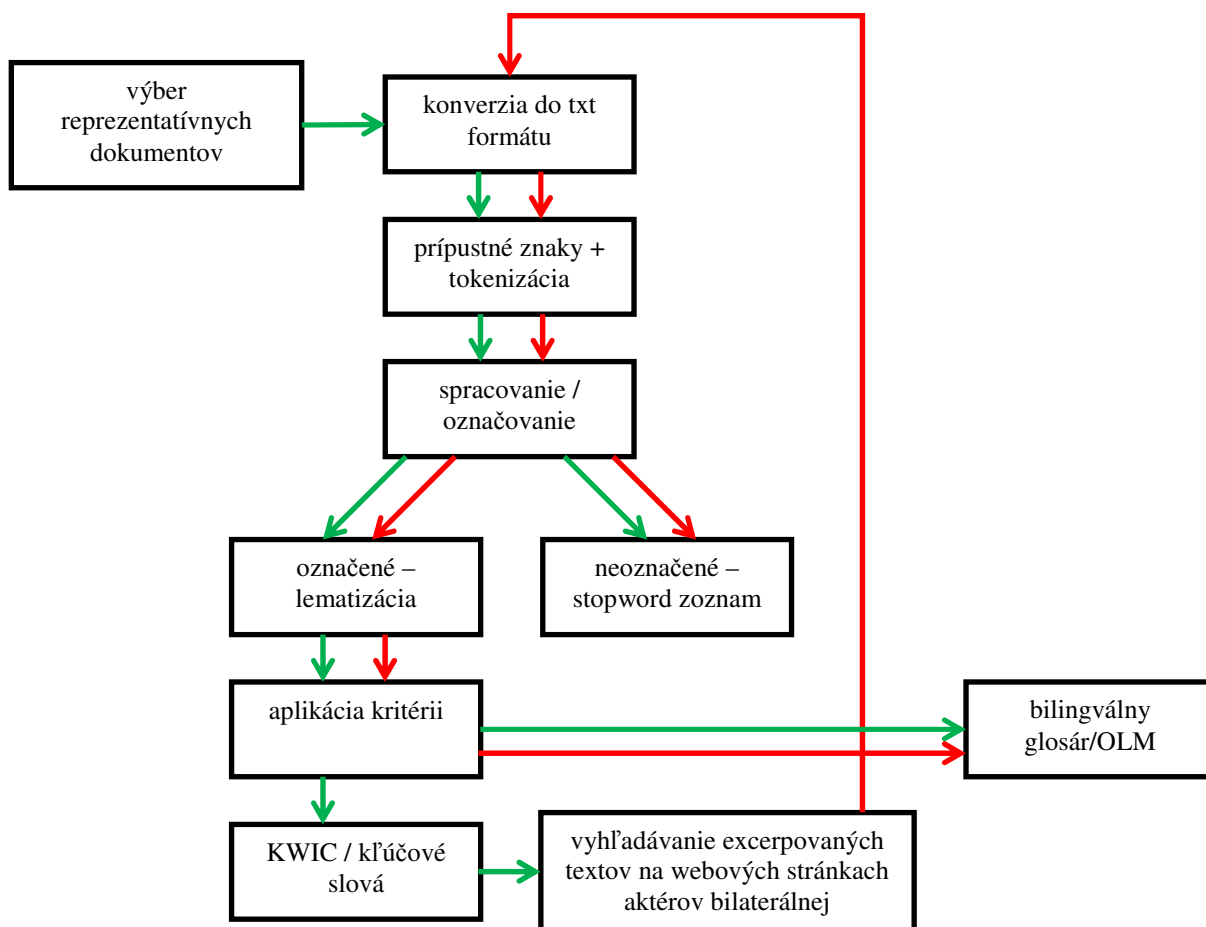 výber
reprezentatívnych
dokumentov
konverzia do txt
formátu
prípustné znaky +
tokenizácia
spracovanie /
označovanie
označené –
lematizácia
neoznačené –
stopword zoznam
aplikácia kritérii
bilingválny
glosár/OLM
KWIC / kľúčové
slová
vyhľadávanie excerpovaných
textov na webových stránkach
aktérov bilaterálnej